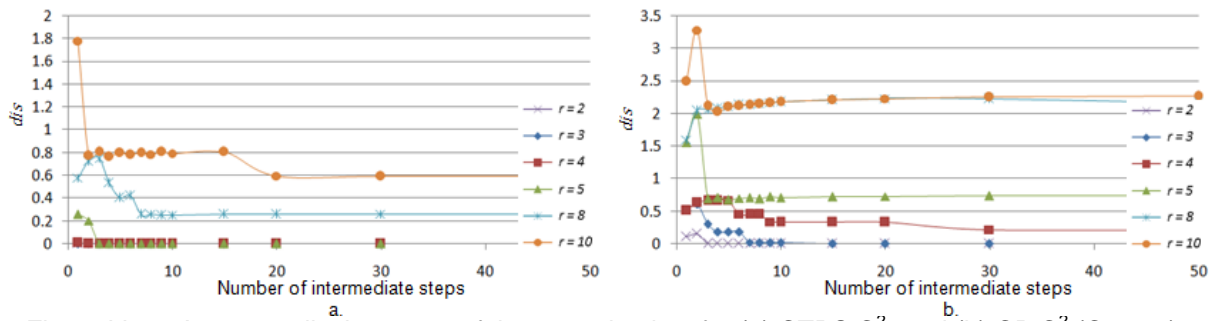 2
1.8
1.6
1.4
1.2
1
0.8
0.6
0.4
0.2
0
dis
r = 2
r = 3
r = 4
r = 5
r = 8
r = 10
0 10 20 30 40 50
Number of intermediate steps
a.
3.5
3
2.5
2
1.5
1
0.5
0
dis
r = 2
r = 3
r = 4
r = 5
r = 8
r = 10
0 10 20 30 40 50
Number of intermediate steps
b.